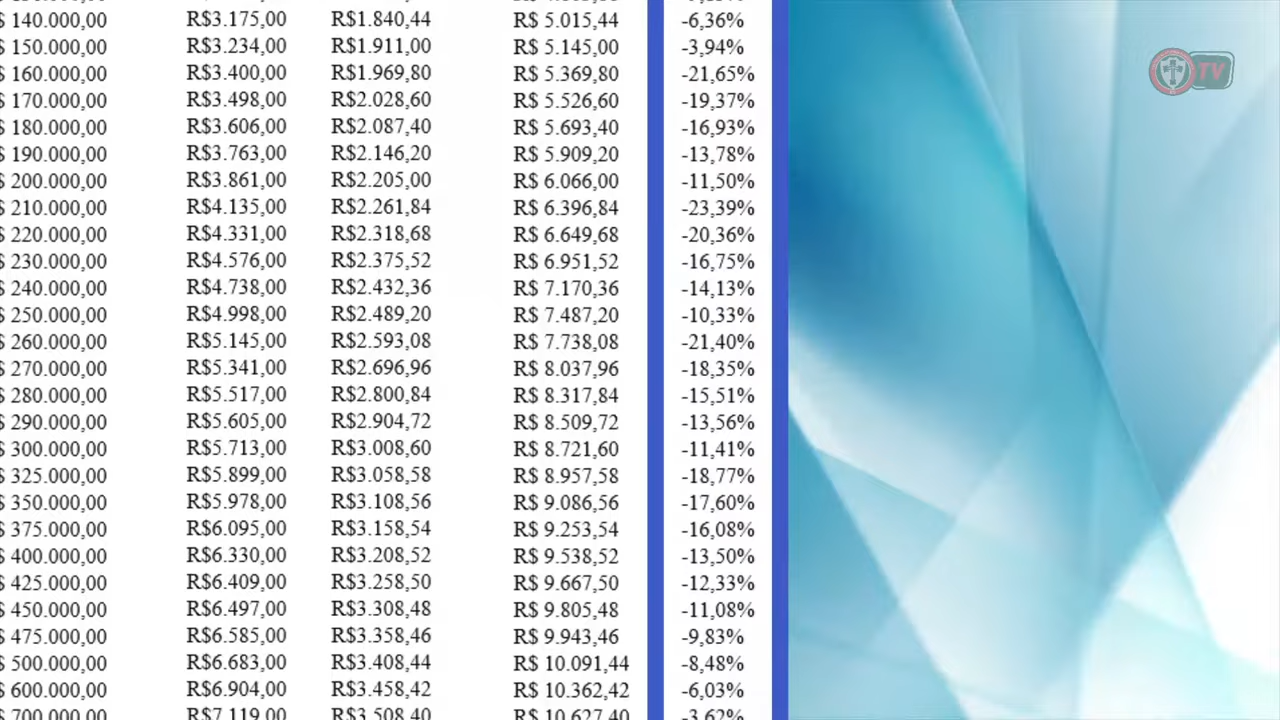 $ 140.000,00 R$3.175,00 R$1.840,44 R$ 5.015,44 -6,36%
$ 150.000,00 R$3.234,00 R$1.911,00 R$ 5.145,00 -3,94%
$ 160.000,00 R$3.400,00 R$1.969,80 R$ 5.369,80 -21,65%
$ 170.000,00 R$3.498,00 R$2.028,60 R$ 5.526,60 -19,37%
$ 180.000,00 R$3.606,00 R$2.087,40 R$ 5.693,40 -16,93%
$ 190.000,00 R$3.763,00 R$2.146,20 R$ 5.909,20 -13,78%
$ 200.000,00 R$3.861,00 R$2.205,00 R$ 6.066,00 -11,50%
$ 210.000,00 R$4.135,00 R$2.261,84 R$ 6.396,84 -23,39%
$ 220.000,00 R$4.331,00 R$2.318,68 R$ 6.649,68 -20,36%
$ 230.000,00 R$4.576,00 R$2.375,52 R$ 6.951,52 -16,75%
$ 240.000,00 R$4.738,00 R$2.432,36 R$ 7.170,36 -14,13%
$ 250.000,00 R$4.998,00 R$2.489,20 R$ 7.487,20 -10,33%
$ 260.000,00 R$5.145,00 R$2.593,08 R$ 7.738,08 -21,40%
$ 270.000,00 R$5.341,00 R$2.696,96 R$ 8.037,96 -18,35%
$ 280.000,00 R$5.517,00 R$2.800,84 R$ 8.317,84 -15,51%
$ 290.000,00 R$5.605,00 R$2.904,72 R$ 8.509,72 -13,56%
$ 300.000,00 R$5.713,00 R$3.008,60 R$ 8.721,60 -11,41%
$ 325.000,00 R$5.899,00 R$3.058,58 R$ 8.957,58 -18,77%
$ 350.000,00 R$5.978,00 R$3.108,56 R$ 9.086,56 -17,60%
$ 375.000,00 R$6.095,00 R$3.158,54 R$ 9.253,54 -16,08%
$ 400.000,00 R$6.330,00 R$3.208,52 R$ 9.538,52 -13,50%
$ 425.000,00 R$6.409,00 R$3.258,50 R$ 9.667,50 -12,33%
$ 450.000,00 R$6.497,00 R$3.308,48 R$ 9.805,48 -11,08%
$ 475.000,00 R$6.585,00 R$3.358,46 R$ 9.943,46 -9,83%
$ 500.000,00 R$6.683,00 R$3.408,44 R$ 10.091,44 -8,48%
$ 600.000,00 R$6.904,00 R$3.458,42 R$ 10.362,42 -6,03%
$ 700.000,00 R$7.119,00 R$3.508,40 R$ 10.627,40 -3,62%
TV